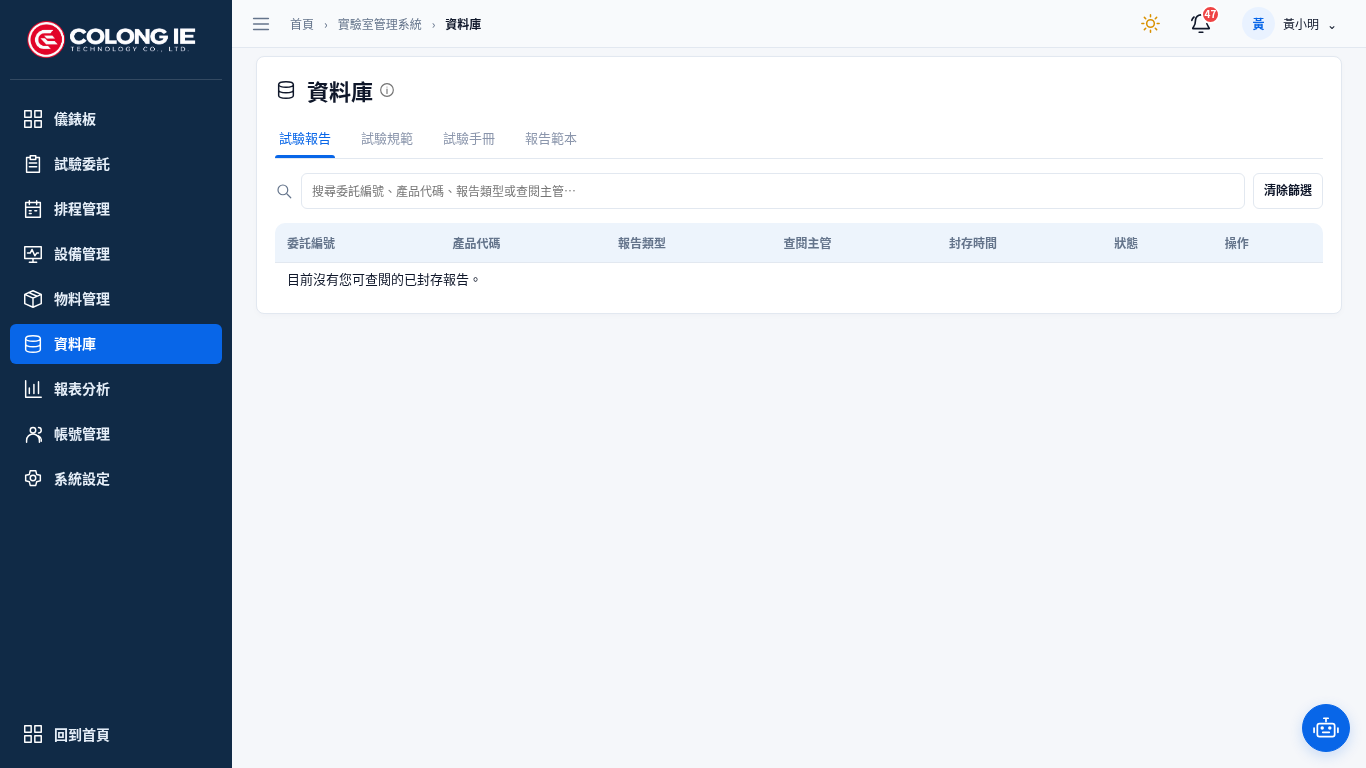 COLONG IE
TECHNOLOGY CO., LTD.
儀錶板
試驗委託
排程管理
設備管理
物料管理
資料庫
報表分析
帳號管理
系統設定
回到首頁
首頁 › 實驗室管理系統 › 資料庫
47
黃 黃小明
資料庫
試驗報告 試驗規範 試驗手冊 報告範本
搜尋委託編號、產品代碼、報告類型或查閱主管…
清除篩選
委託編號 產品代碼 報告類型 查閱主管 封存時間 狀態 操作
目前沒有您可查閱的已封存報告。